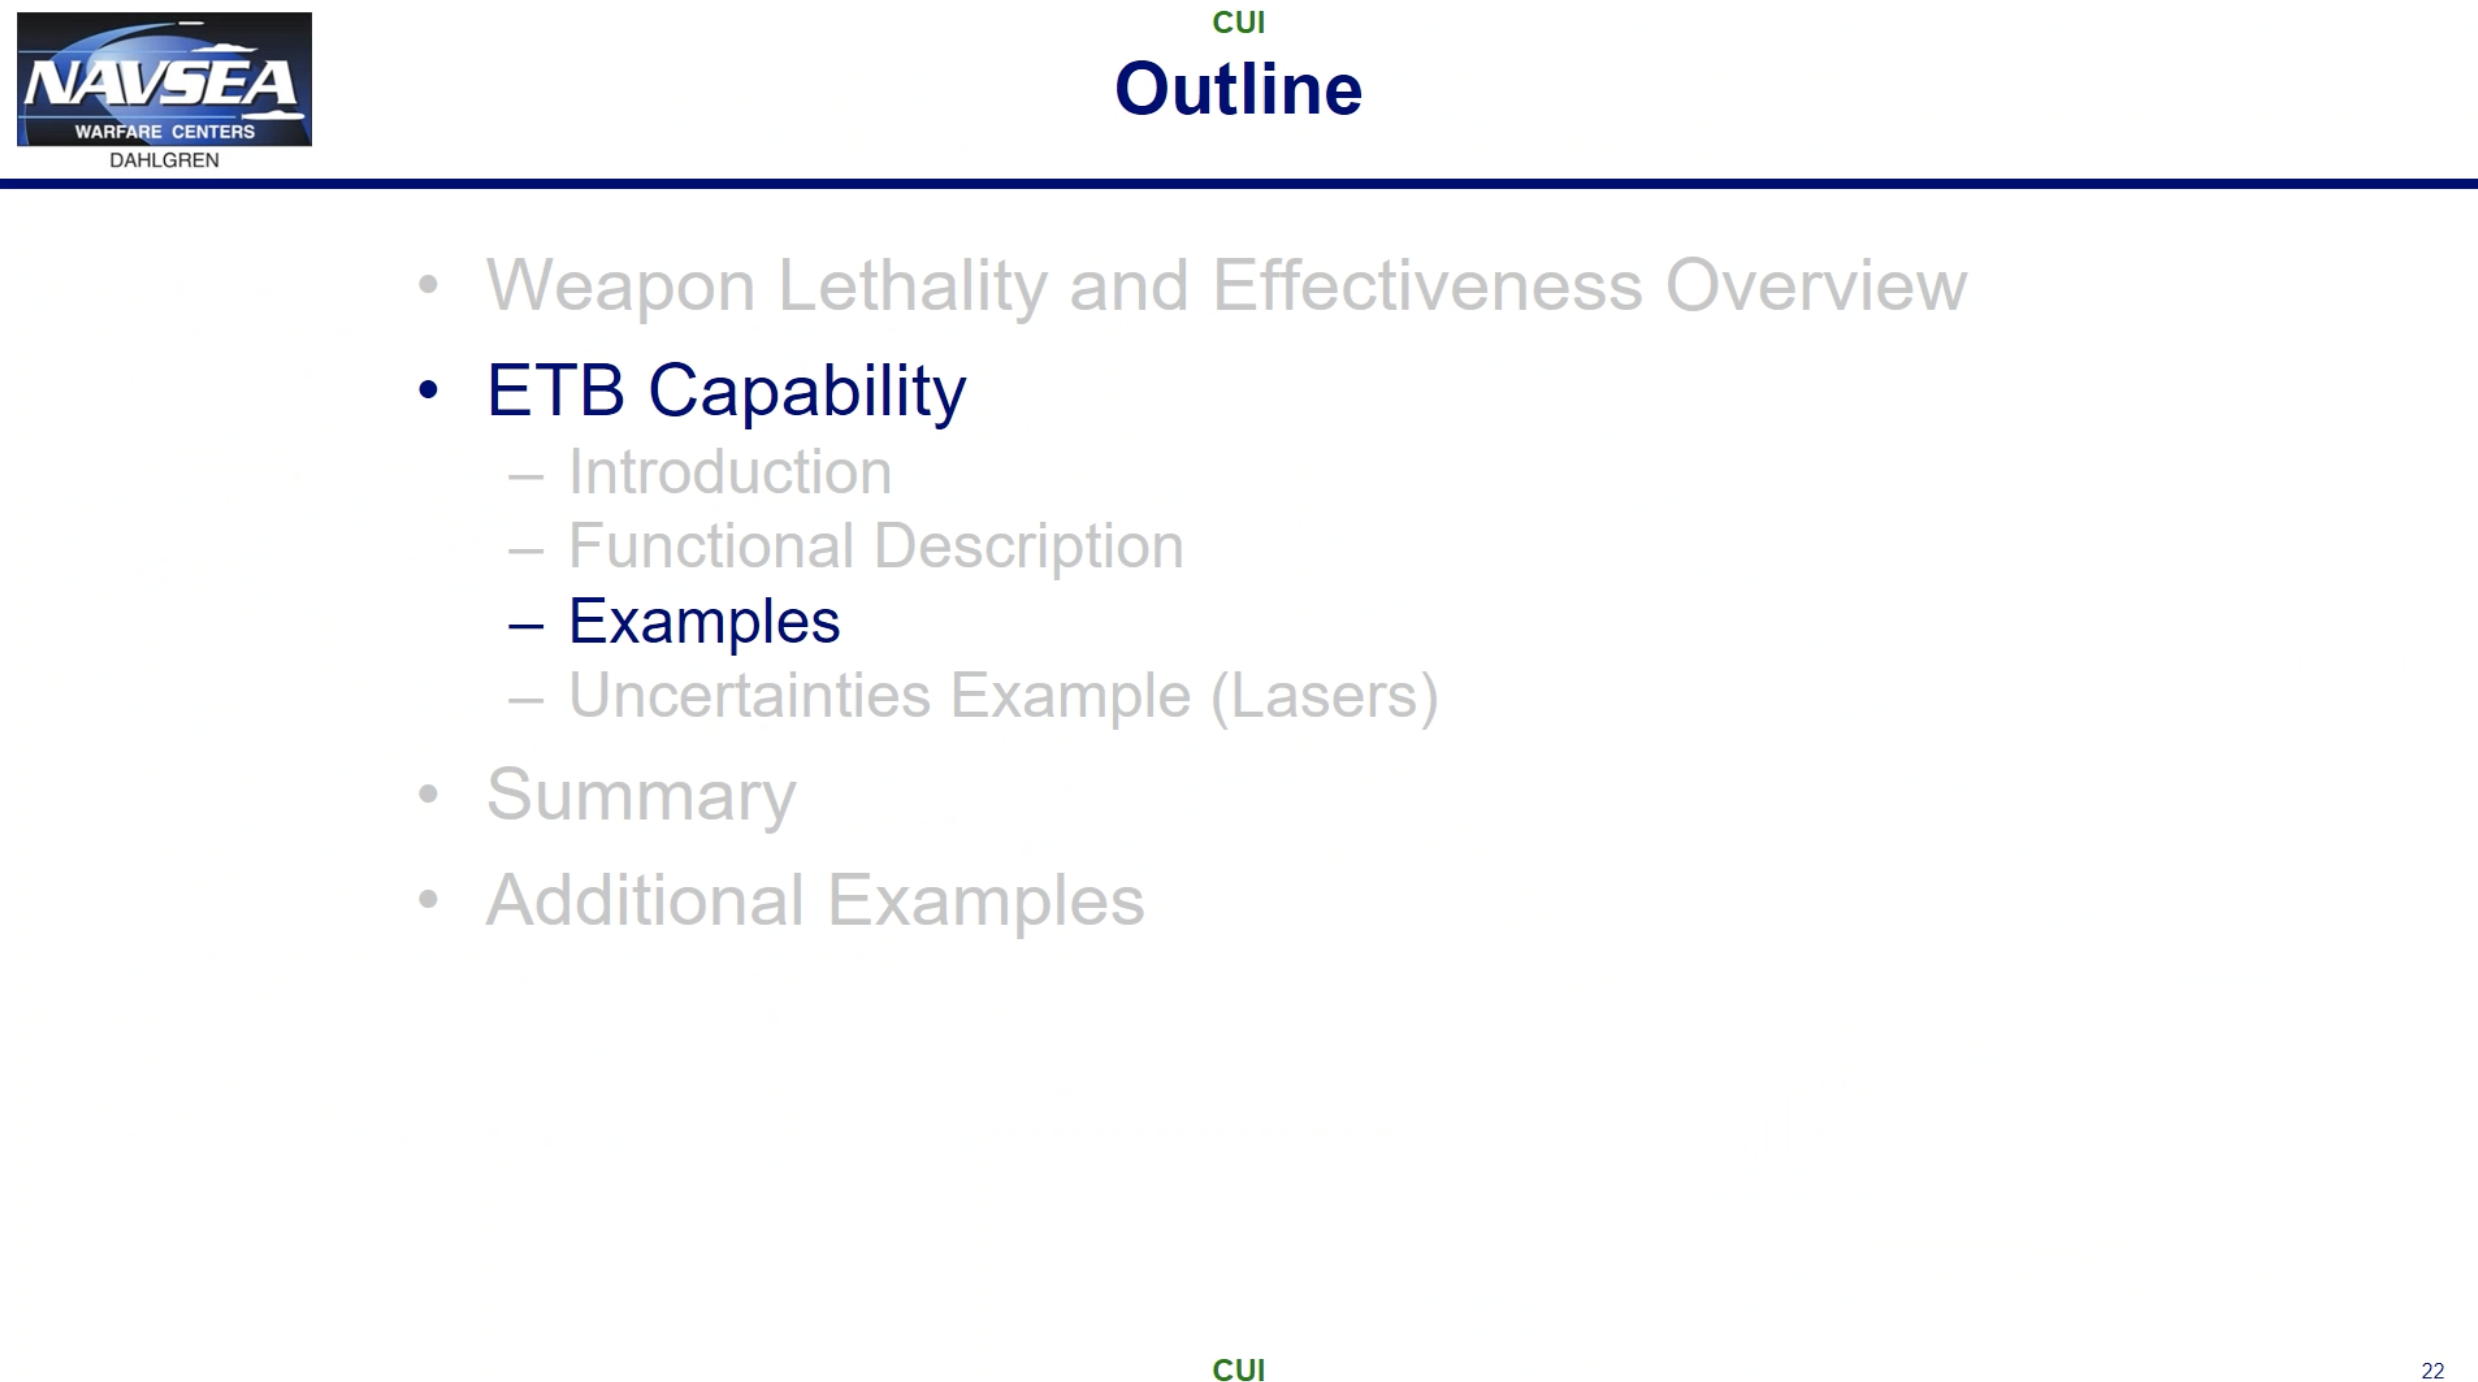 CUI
NAVSEA
WARFARE CENTERS
DAHLGREN
Outline
• Weapon Lethality and Effectiveness Overview
• ETB Capability
– Introduction
– Functional Description
– Examples
– Uncertainties Example (Lasers)
• Summary
• Additional Examples
CUI
22